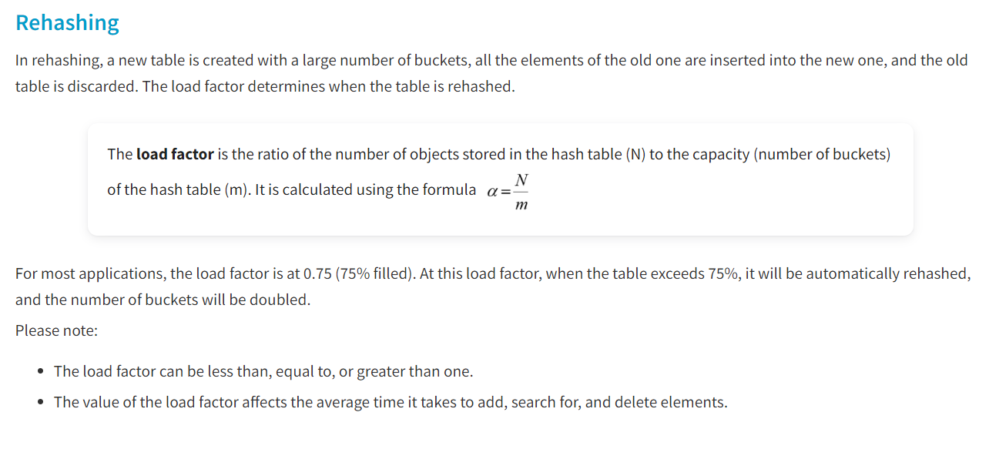 Rehashing
In rehashing, a new table is created with a large number of buckets, all the elements of the old one are inserted into the new one, and the old
table is discarded. The load factor determines when the table is rehashed.
The load factor is the ratio of the number of objects stored in the hash table (N) to the capacity (number of buckets)
of the hash table (m). It is calculated using the formula α=N/m
For most applications, the load factor is at 0.75 (75% filled). At this load factor, when the table exceeds 75%, it will be automatically rehashed,
and the number of buckets will be doubled.
Please note:
• The load factor can be less than, equal to, or greater than one.
• The value of the load factor affects the average time it takes to add, search for, and delete elements.